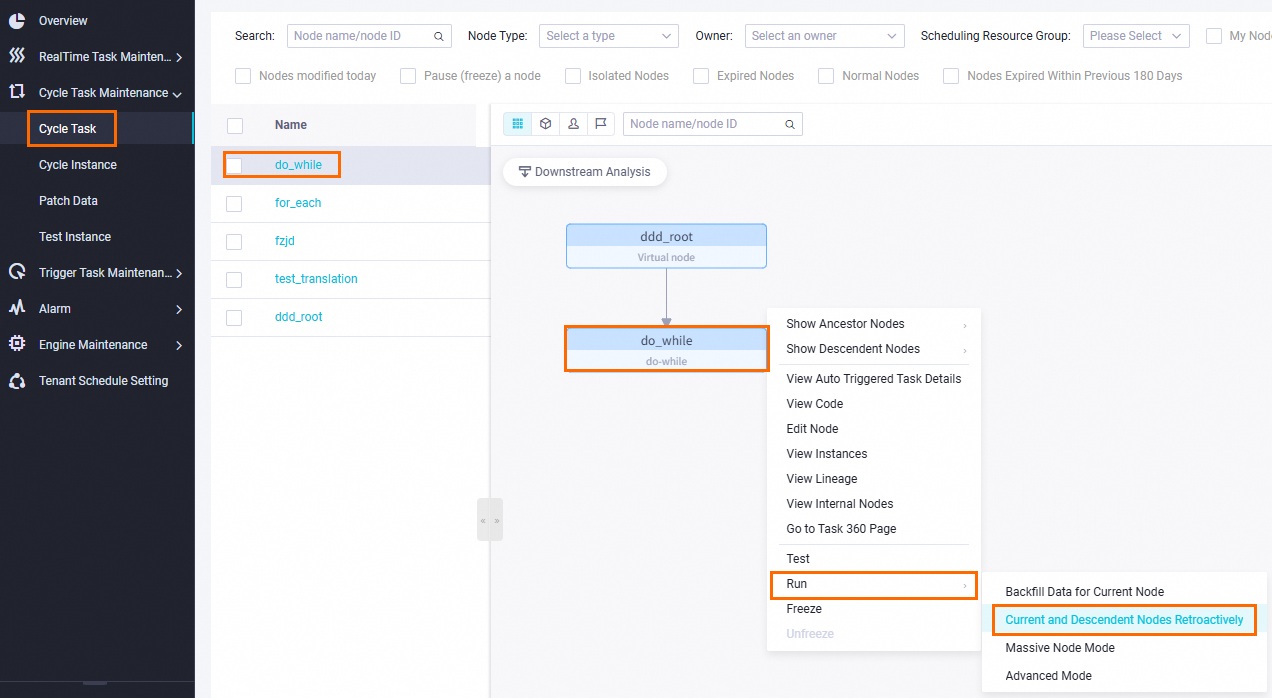 Overview
RealTime Task Mainten...
Cycle Task Maintenance
Cycle Task
Cycle Instance
Patch Data
Test Instance
Trigger Task Maintenan...
Alarm
Engine Maintenance
Tenant Schedule Setting
Search: Node name/node ID Node Type: Select a type Owner: Select an owner Scheduling Resource Group: Please Select My Nod
Nodes modified today Pause (freeze) a node Isolated Nodes Expired Nodes Normal Nodes Nodes Expired Within Previous 180 Days
Name
do_while
for_each
fzjd
test_translation
ddd_root
Node name/node ID
Downstream Analysis
ddd_root
Virtual node
do_while
do-while
Show Ancestor Nodes
Show Descendent Nodes
View Auto Triggered Task Details
View Code
Edit Node
View Instances
View Lineage
View Internal Nodes
Go to Task 360 Page
Test
Run
Freeze
Unfreeze
Backfill Data for Current Node
Current and Descendent Nodes Retroactively
Massive Node Mode
Advanced Mode